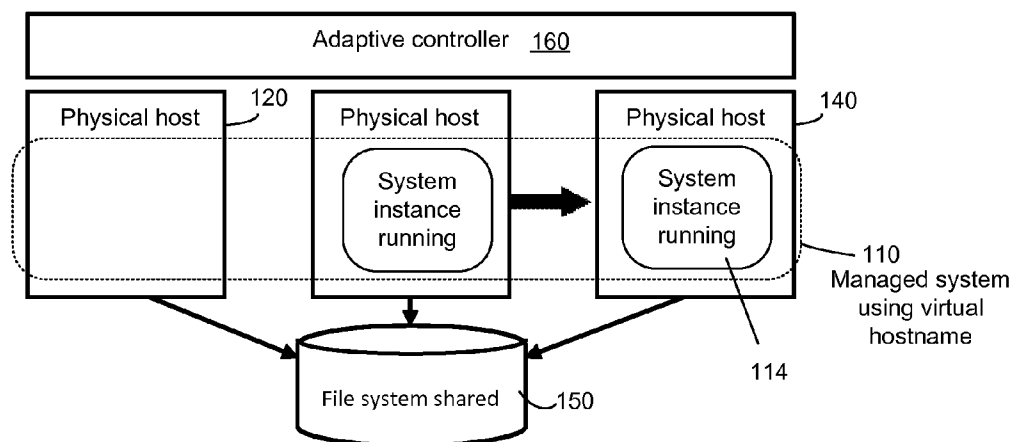 Adaptive controller 160
Physical host
120
Physical host
Physical host
140
System
instance
running
System
instance
running
110
Managed system
using virtual
hostname
114
File system shared
150